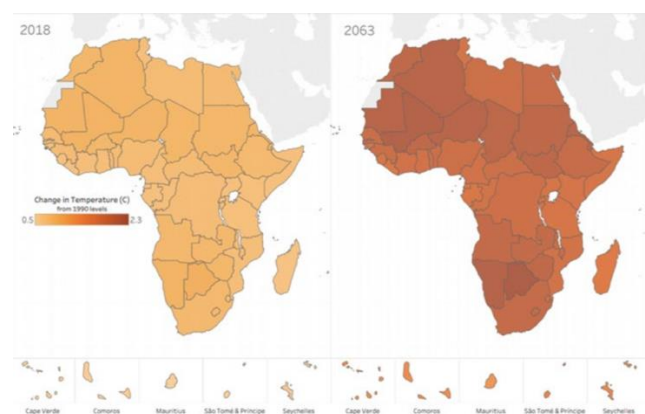 2018
2063
Change in Temperature (C)
from 1990 levels
0.5
2.3
Cape Verde
Comoros
Mauritius
São Tomé & Príncipe
Seychelles
Cape Verde
Comoros
Mauritius
São Tomé & Príncipe
Seychelles